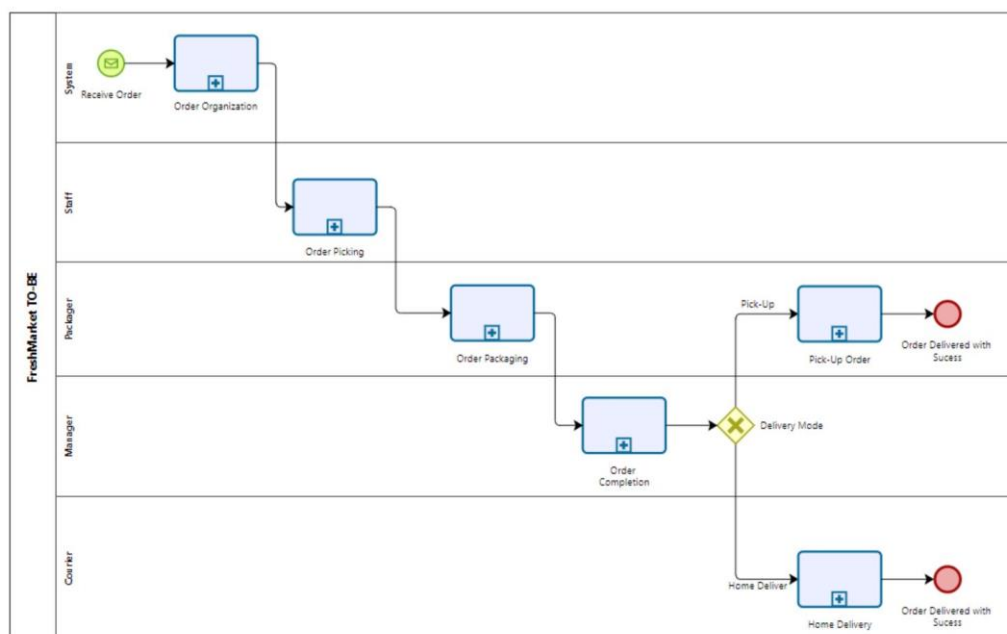 FreshMarket TO-BE
System
Receive Order
Order Organization
Staff
Order Picking
Packager
Order Packaging
Pick-Up
Pick-Up Order
Order Delivered with
Sucess
Manager
Order
Completion
Delivery Mode
Courier
Home Deliver
Home Delivery
Order Delivered with
Sucess